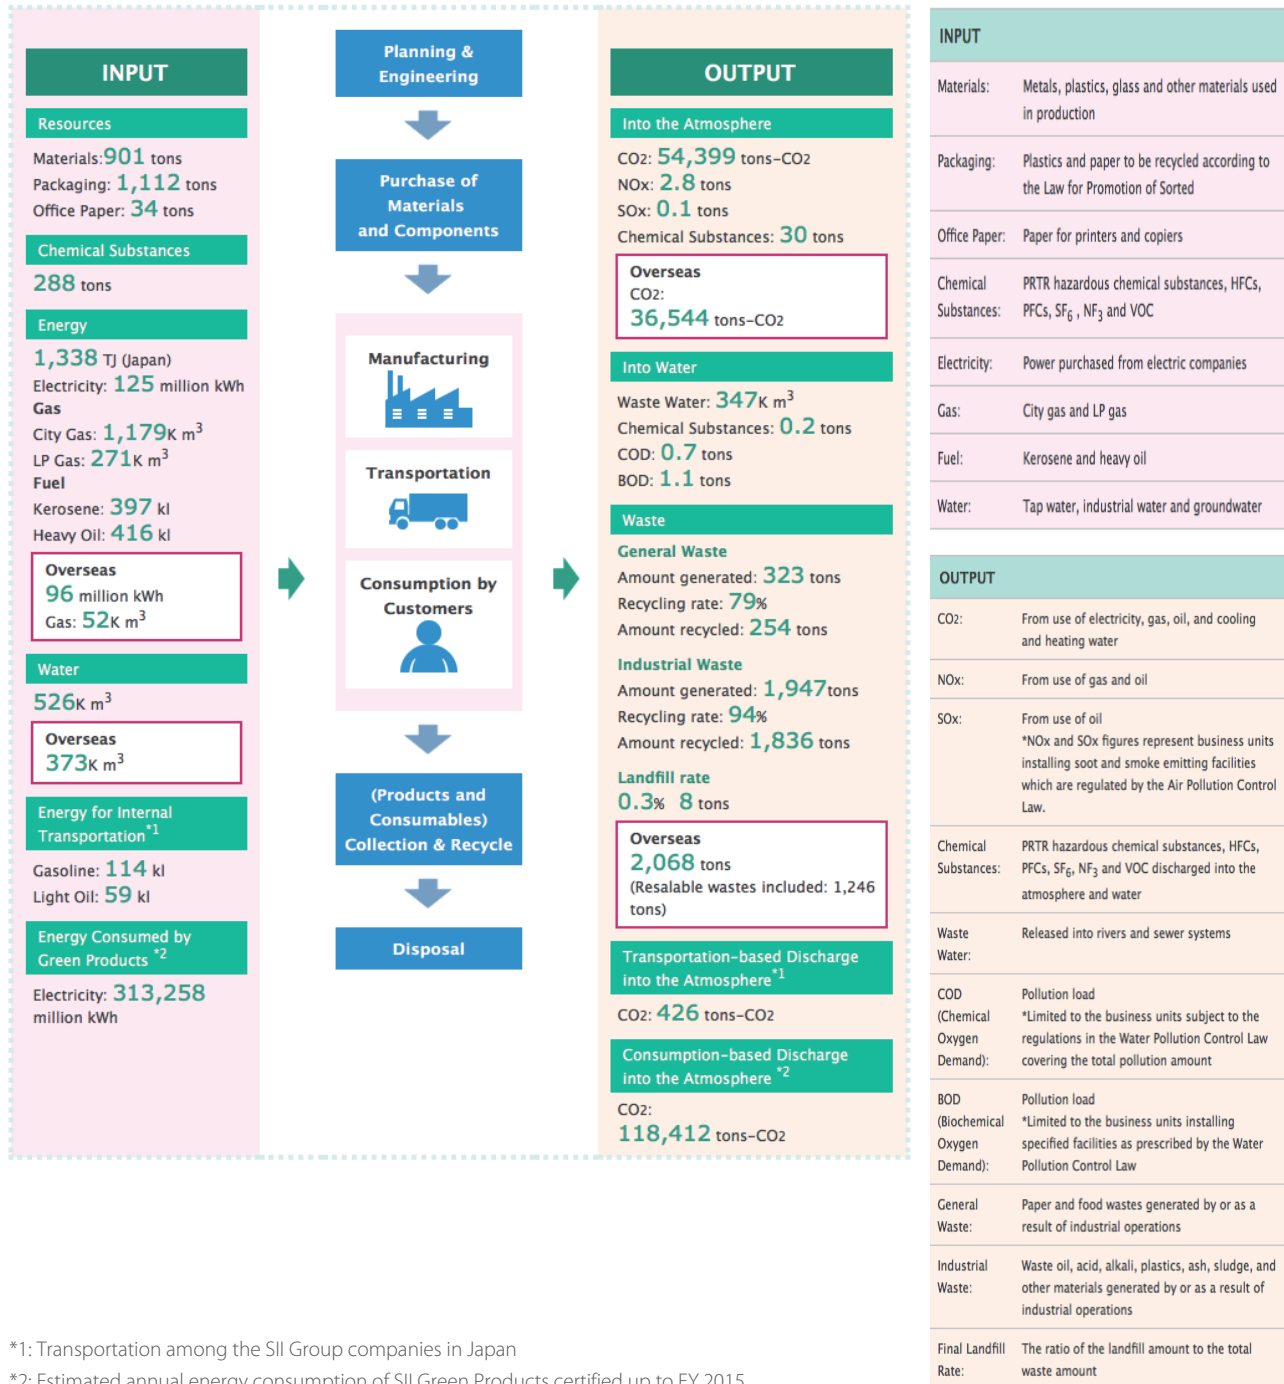 INPUT
Resources
Materials:901 tons
Packaging: 1,112 tons
Office Paper: 34 tons
Chemical Substances
288 tons
Energy
1,338 TJ (Japan)
Electricity: 125 million kWh
Gas
City Gas: 1,179K m3
LP Gas: 271K m3
Fuel
Kerosene: 397 kl
Heavy Oil: 416 kl
Overseas
96 million kWh
Gas: 52K m3
Water
526K m3
Overseas
373K m3
Energy for Internal
Transportation*1
Gasoline: 114 kl
Light Oil: 59 kl
Energy Consumed by
Green Products *2
Electricity: 313,258
million kWh
Planning &
Engineering
Purchase of
Materials
and Components
Manufacturing
Transportation
Consumption by
Customers
(Products and
Consumables)
Collection & Recycle
Disposal
OUTPUT
Into the Atmosphere
CO2: 54,399 tons-CO2
NOx: 2.8 tons
SOx: 0.1 tons
Chemical Substances: 30 tons
Overseas
CO2:
36,544 tons-CO2
Into Water
Waste Water: 347K m3
Chemical Substances: 0.2 tons
COD: 0.7 tons
BOD: 1.1 tons
Waste
General Waste
Amount generated: 323 tons
Recycling rate: 79%
Amount recycled: 254 tons
Industrial Waste
Amount generated: 1,947tons
Recycling rate: 94%
Amount recycled: 1,836 tons
Landfill rate
0.3% 8 tons
Overseas
2,068 tons
(Resalable wastes included: 1,246
tons)
Transportation-based Discharge
into the Atmosphere*1
CO2: 426 tons-CO2
Consumption-based Discharge
into the Atmosphere *2
CO2:
118,412 tons-CO2
INPUT
Materials: Metals, plastics, glass and other materials used
in production
Packaging: Plastics and paper to be recycled according to
the Law for Promotion of Sorted
Office Paper: Paper for printers and copiers
Chemical PRTR hazardous chemical substances, HFCs,
Substances: PFCs, SF6 , NF3 and VOC
Electricity: Power purchased from electric companies
Gas: City gas and LP gas
Fuel: Kerosene and heavy oil
Water: Tap water, industrial water and groundwater
OUTPUT
CO2: From use of electricity, gas, oil, and cooling
and heating water
NOx: From use of gas and oil
SOx: From use of oil
*NOx and SOx figures represent business units
installing soot and smoke emitting facilities
which are regulated by the Air Pollution Control
Law.
Chemical PRTR hazardous chemical substances, HFCs,
Substances: PFCs, SF6, NF3 and VOC discharged into the
atmosphere and water
Waste Released into rivers and sewer systems
Water:
COD Pollution load
(Chemical *Limited to the business units subject to the
Oxygen regulations in the Water Pollution Control Law
Demand): covering the total pollution amount
BOD Pollution load
(Biochemical *Limited to the business units installing
Oxygen specified facilities as prescribed by the Water
Demand): Pollution Control Law
General Paper and food wastes generated by or as a
Waste: result of industrial operations
Industrial Waste oil, acid, alkali, plastics, ash, sludge, and
Waste: other materials generated by or as a result of
industrial operations
Final Landfill The ratio of the landfill amount to the total
Rate: waste amount
*1: Transportation among the SII Group companies in Japan
*2: Estimated annual energy consumption of SII Green Products certified up to FY 2015